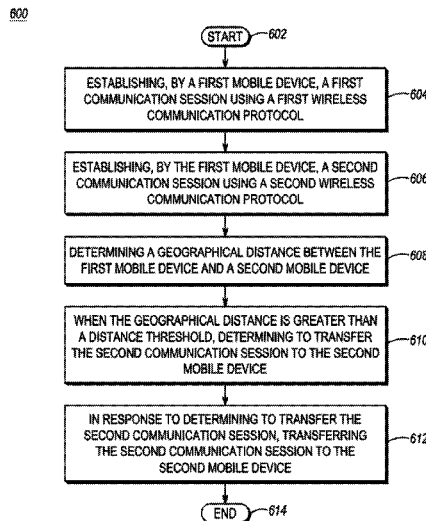 600
START
602
ESTABLISHING, BY A FIRST MOBILE DEVICE, A FIRST
COMMUNICATION SESSION USING A FIRST WIRELESS
COMMUNICATION PROTOCOL
604
ESTABLISHING, BY THE FIRST MOBILE DEVICE, A SECOND
COMMUNICATION SESSION USING A SECOND WIRELESS
COMMUNICATION PROTOCOL
606
DETERMINING A GEOGRAPHICAL DISTANCE BETWEEN THE
FIRST MOBILE DEVICE AND A SECOND MOBILE DEVICE
608
WHEN THE GEOGRAPHICAL DISTANCE IS GREATER THAN
A DISTANCE THRESHOLD, DETERMINING TO TRANSFER
THE SECOND COMMUNICATION SESSION TO THE SECOND
MOBILE DEVICE
610
IN RESPONSE TO DETERMINING TO TRANSFER THE
SECOND COMMUNICATION SESSION, TRANSFERRING
THE SECOND COMMUNICATION SESSION TO THE
SECOND MOBILE DEVICE
612
END
614